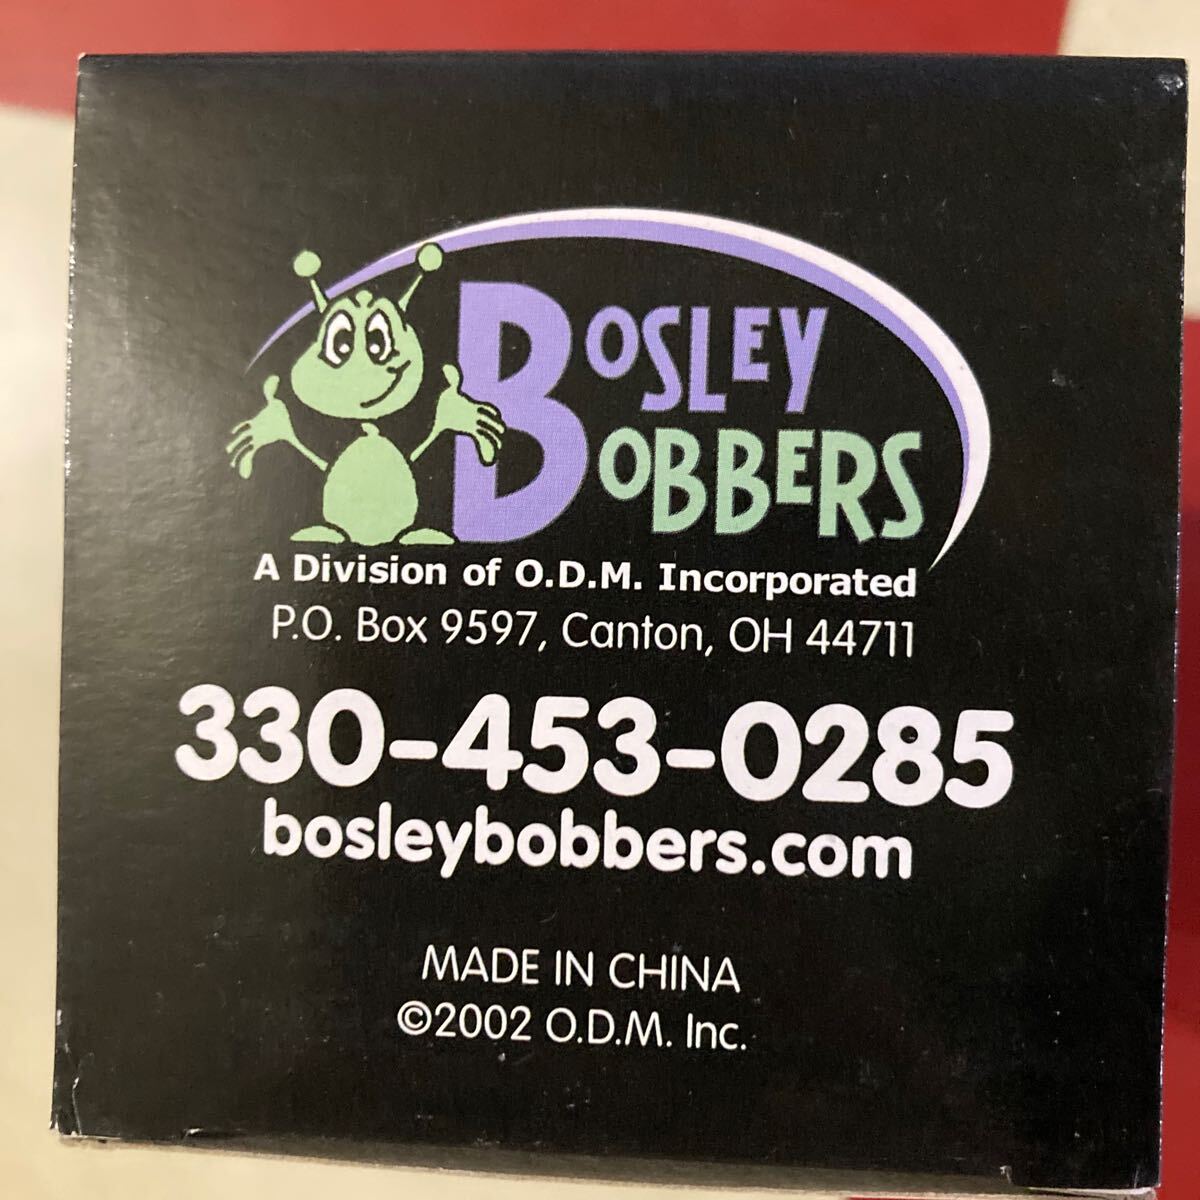 BOSLEY
BOBBERS
A Division of O.D.M. Incorporated
P.O. Box 9597, Canton, OH 44711
330-453-0285
bosleybobbers.com
MADE IN CHINA
©2002 O.D.M. Inc.